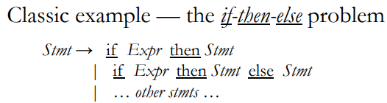 Classic example — the if-then-else problem
Stmt → if Expr then Stmt
| if Expr then Stmt else Stmt
| … other stmts …